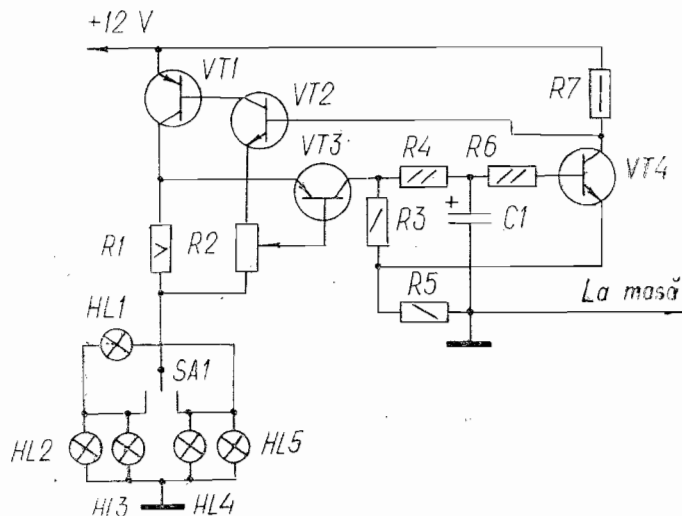 +12 V
VT1
VT2
R7
VT3
R4
R6
VT4
R1
R2
R3
C1
+
R5
La masă
HL1
SA1
HL2
HL5
HL3
HL4